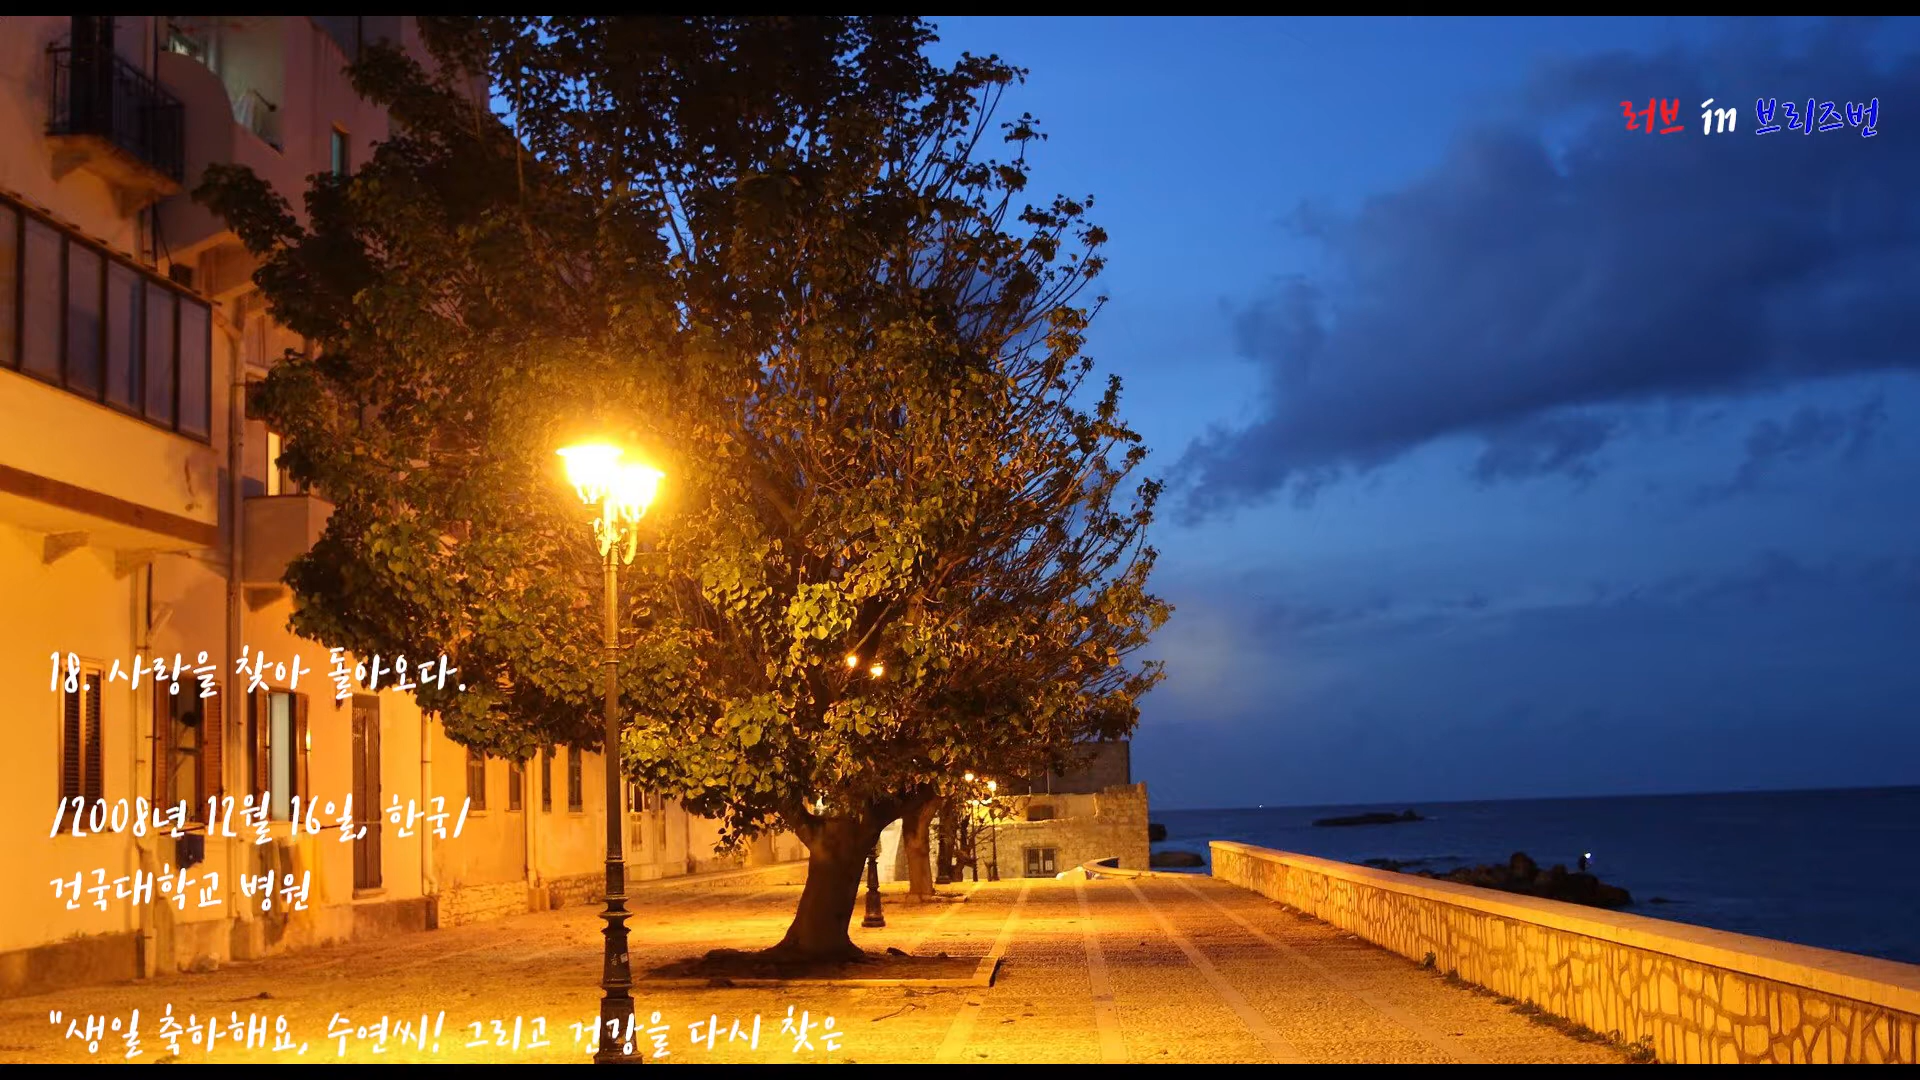 러브 in 브리즈번
18. 사랑을 찾아 돌아오다.
/2008년 12월 16일, 한국/
건국대학교 병원
"생일 축하해요, 수연씨! 그리고 건강을 다시 찾은